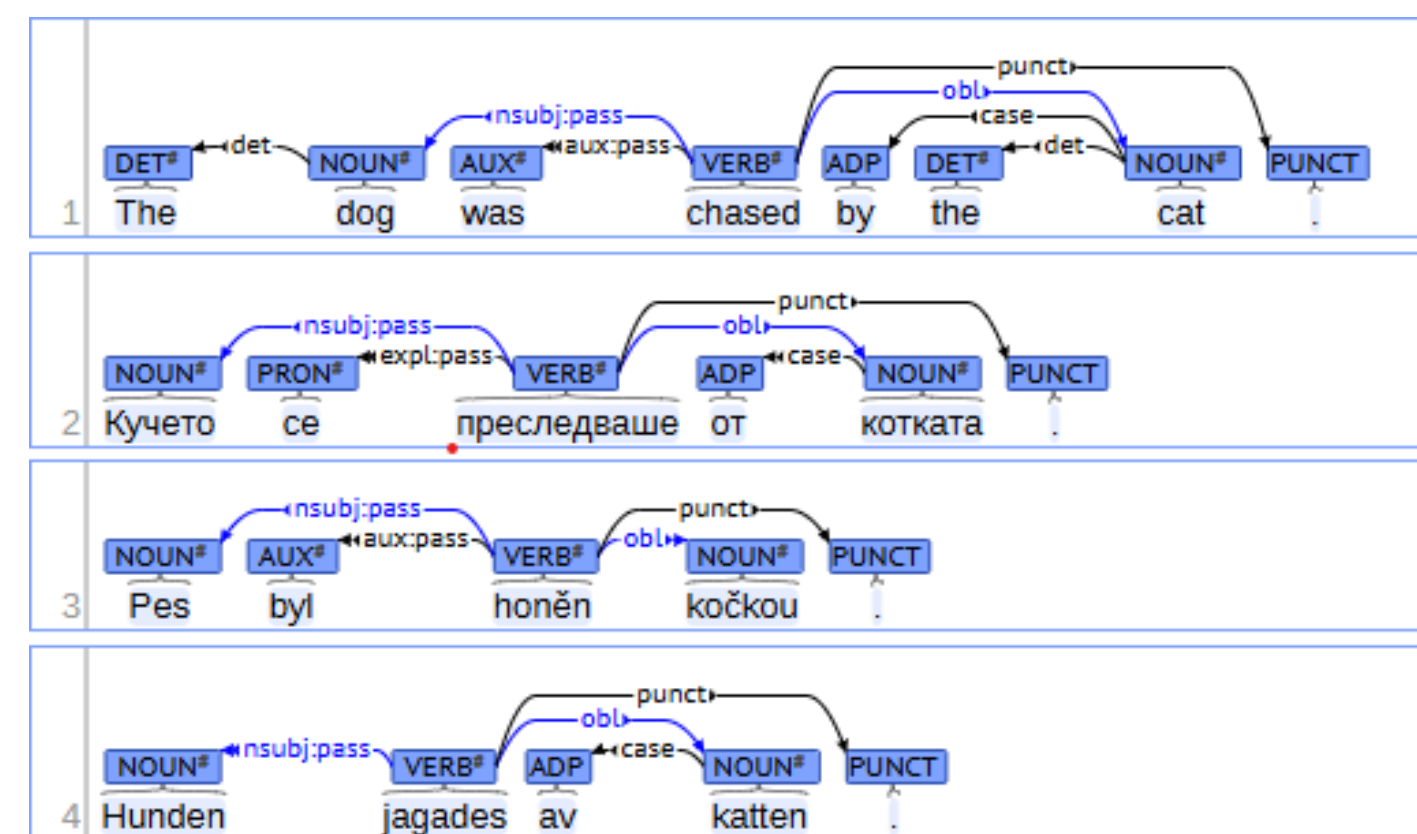 punct
obl
nsubj:pass case
det aux:pass det
DET# NOUN# AUX# VERB# ADP DET# NOUN# PUNCT
1 The dog was chased by the cat .
punct
nsubj:pass obl
expl:pass case
NOUN# PRON# VERB# ADP NOUN# PUNCT
2 Кучето се преследваше от котката .
nsubj:pass punct
aux:pass obl
NOUN# AUX# VERB# NOUN# PUNCT
3 Pes byl honěn kočkou .
punct
obl
nsubj:pass case
NOUN# VERB# ADP NOUN# PUNCT
4 Hunden jagades av katten .